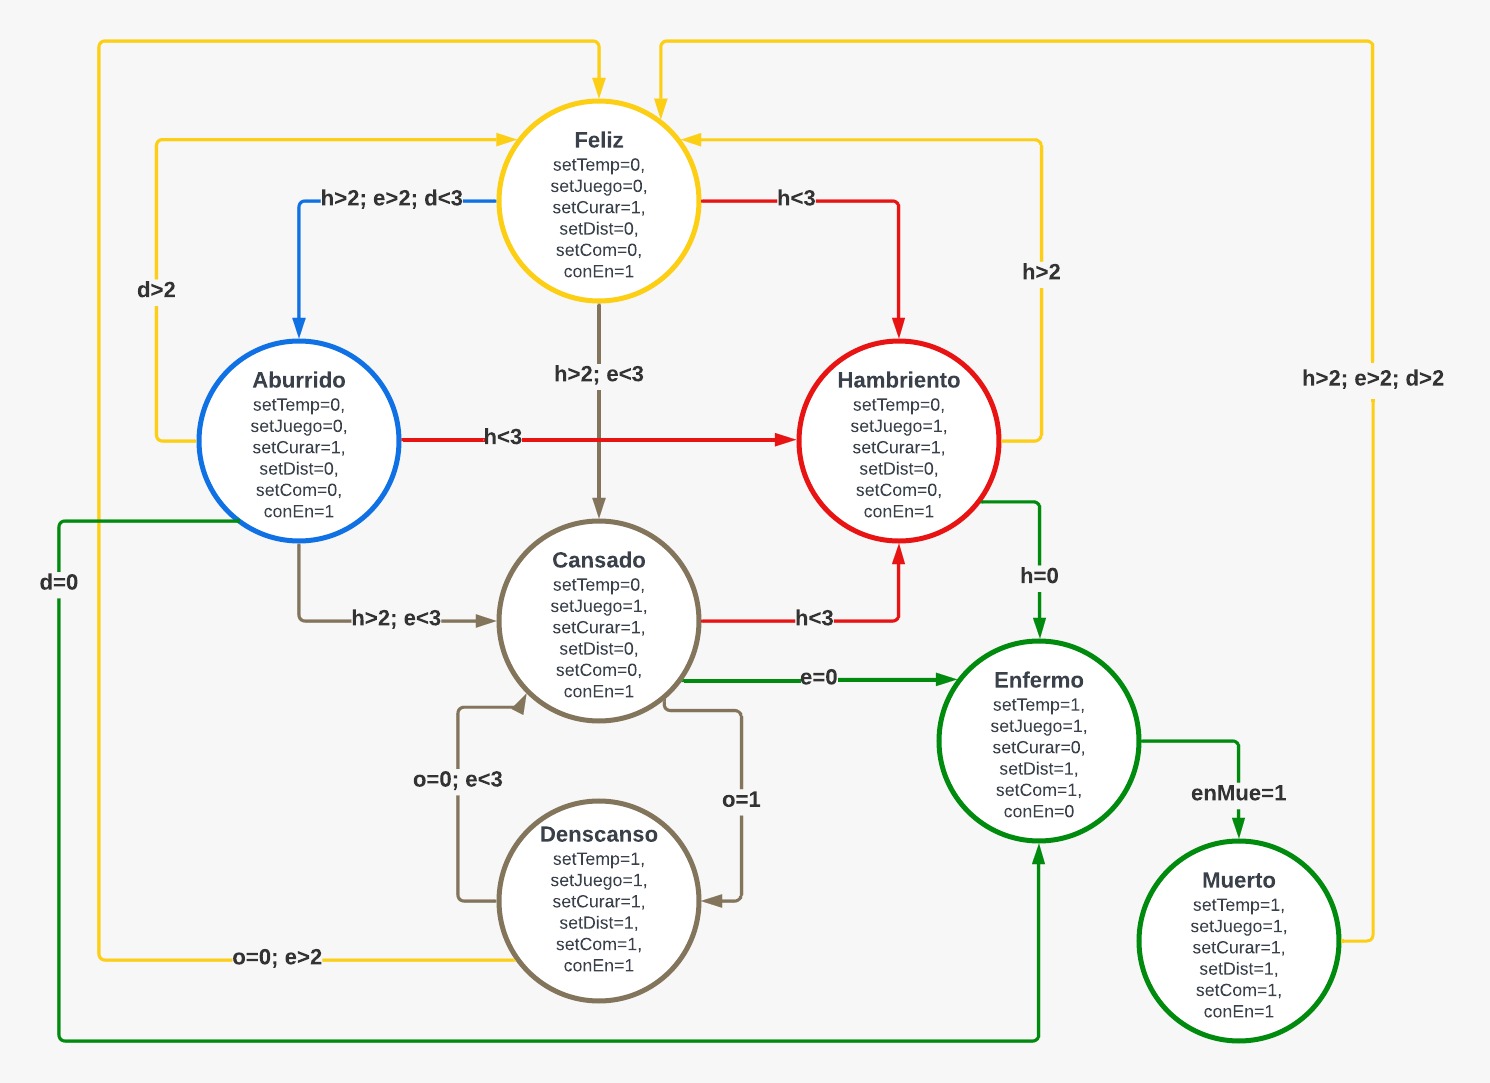 Feliz
setTemp=0,
setJuego=0,
setCurar=1,
setDist=0,
setCom=0,
conEn=1
h>2; e>2; d<3
h<3
d>2
h>2
h>2; e<3
h>2; e>2; d>2
Aburrido
setTemp=0,
setJuego=0,
setCurar=1,
setDist=0,
setCom=0,
conEn=1
h<3
Hambriento
setTemp=0,
setJuego=1,
setCurar=1,
setDist=0,
setCom=0,
conEn=1
d=0
h>2; e<3
Cansado
setTemp=0,
setJuego=1,
setCurar=1,
setDist=0,
setCom=0,
conEn=1
h<3
h=0
e=0
Enfermo
setTemp=1,
setJuego=1,
setCurar=0,
setDist=1,
setCom=1,
conEn=0
o=0; e<3
o=1
enMue=1
Denscanso
setTemp=1,
setJuego=1,
setCurar=1,
setDist=1,
setCom=1,
conEn=1
o=0; e>2
Muerto
setTemp=1,
setJuego=1,
setCurar=1,
setDist=1,
setCom=1,
conEn=1